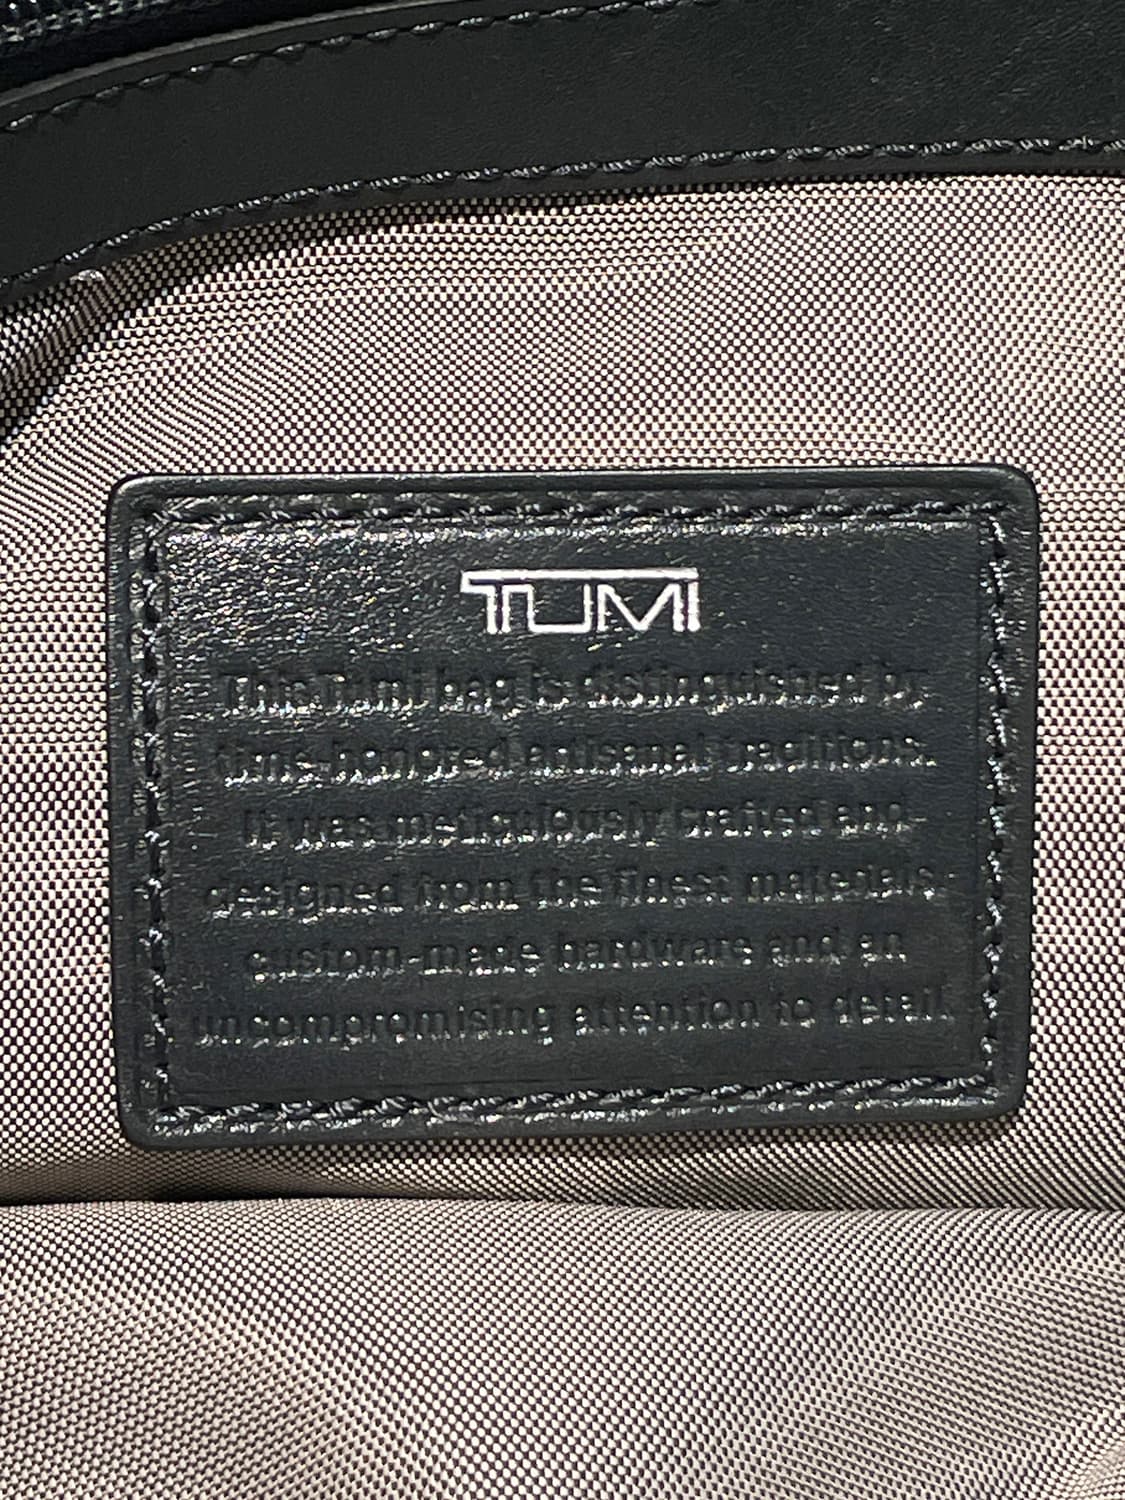 TUMI
This Tumi bag is distinguished by
time-honored artisanal traditions.
It was meticulously crafted and
designed from the finest materials,
custom-made hardware and an
uncompromising attention to detail.